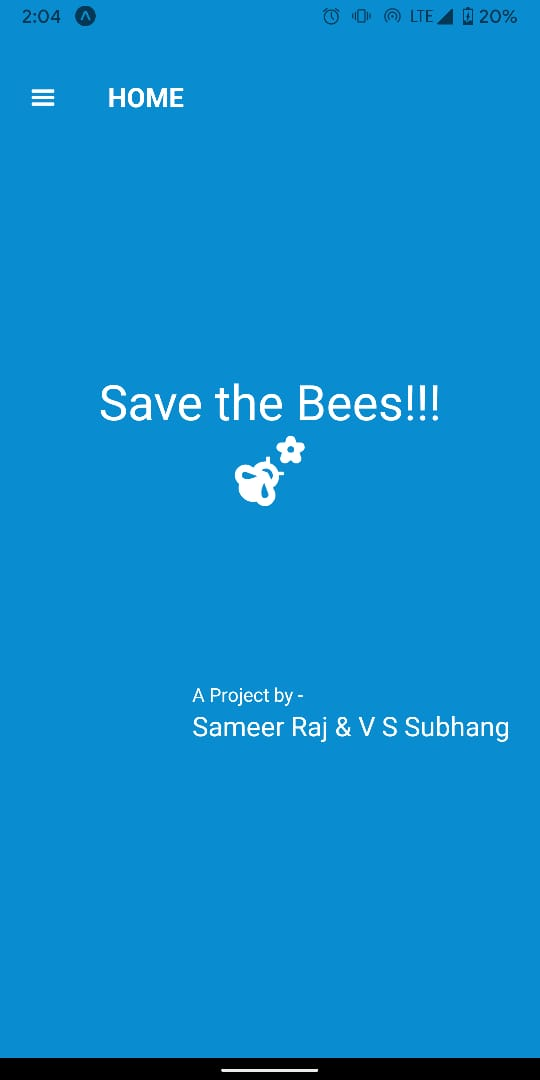 2:04 LTE 20%
HOME
Save the Bees!!!
A Project by -
Sameer Raj & V S Subhang